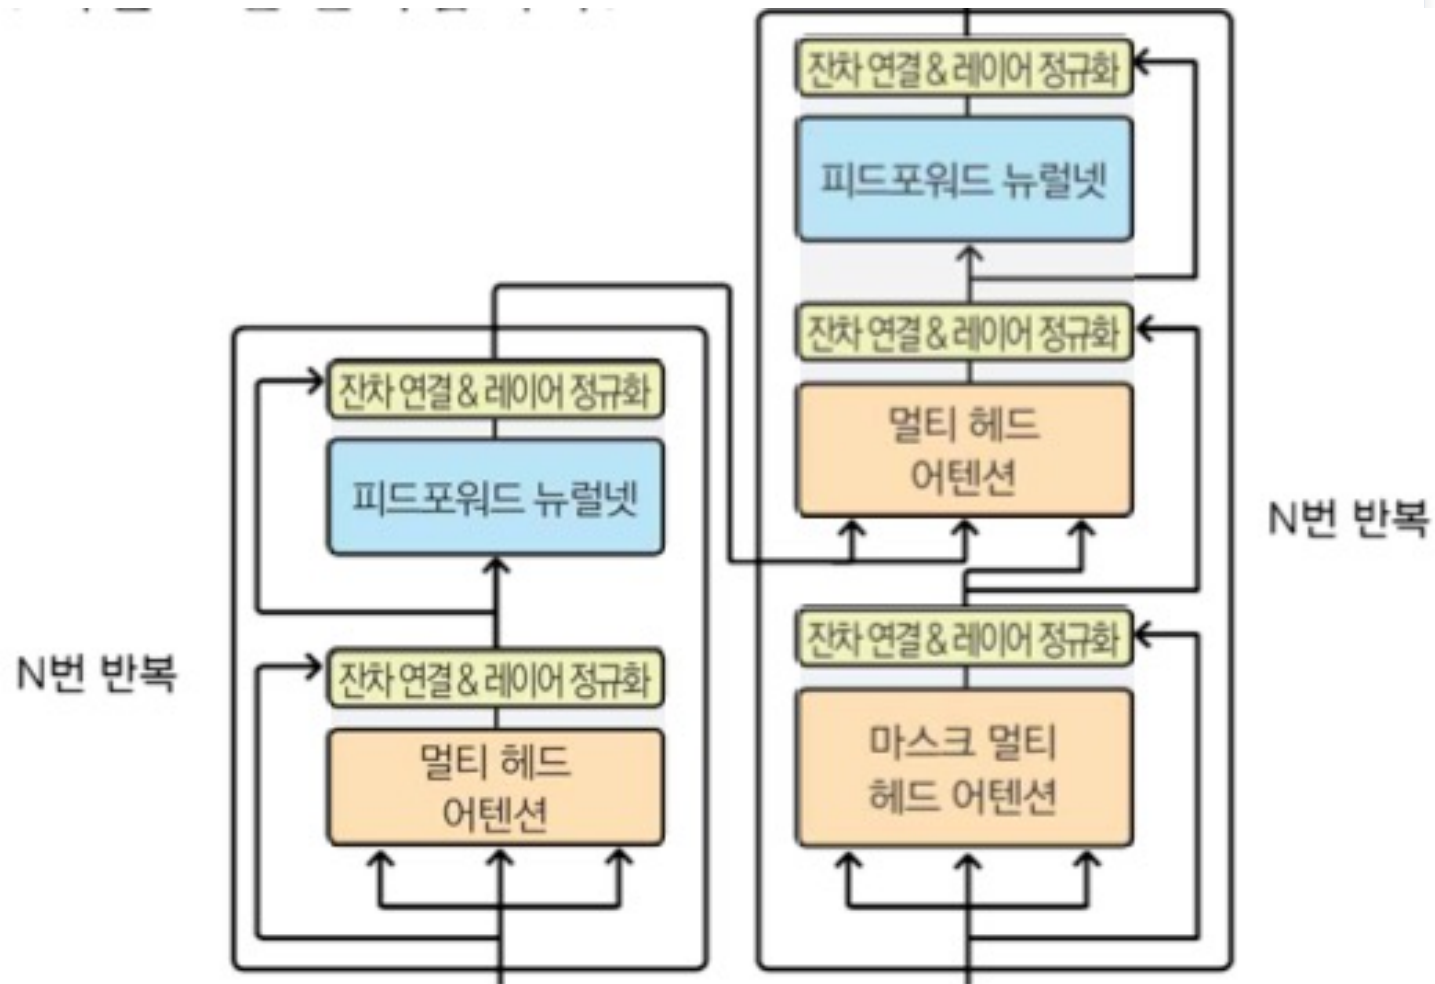 잔차 연결 & 레이어 정규화
피드포워드 뉴럴넷
잔차 연결 & 레이어 정규화
멀티 헤드
어텐션
N번 반복
잔차 연결 & 레이어 정규화
마스크 멀티
헤드 어텐션
잔차 연결 & 레이어 정규화
피드포워드 뉴럴넷
N번 반복
잔차 연결 & 레이어 정규화
멀티 헤드
어텐션